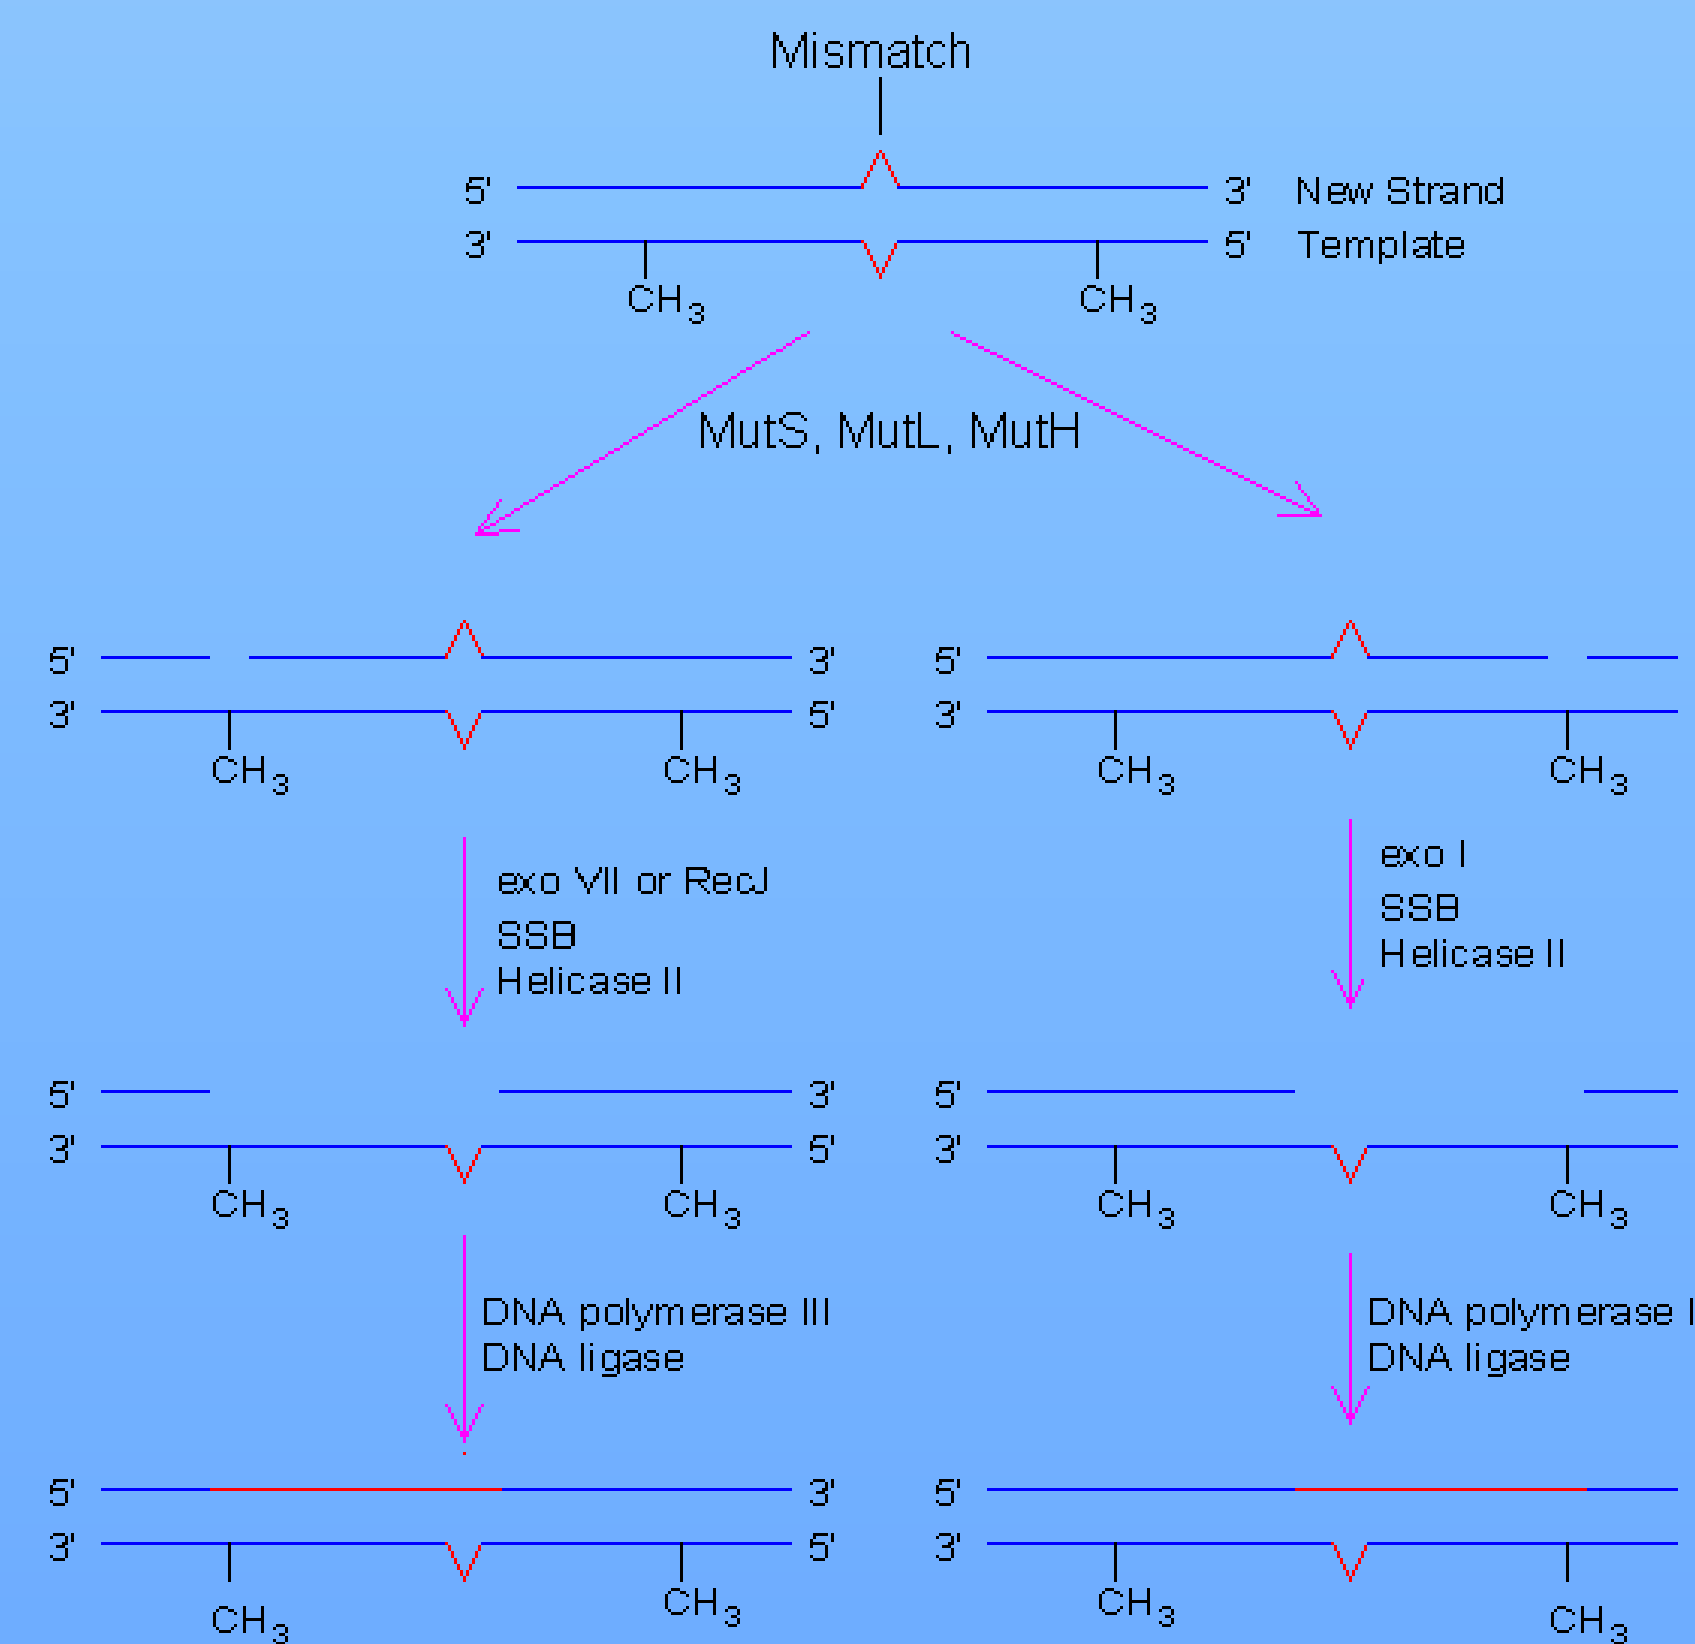 Mismatch
5' 3' New Strand
3' 5' Template
CH3 CH3
MutS, MutL, MutH
5' 3' 5'
3' 5' 3'
CH3 CH3 CH3 CH3
exo VII or RecJ
SSB
Helicase II
exo I
SSB
Helicase II
5' 3' 5'
3' 5' 3'
CH3 CH3 CH3 CH3
DNA polymerase III
DNA ligase
DNA polymerase I
DNA ligase
5' 3' 5'
3' 5' 3'
CH3 CH3 CH3 CH3